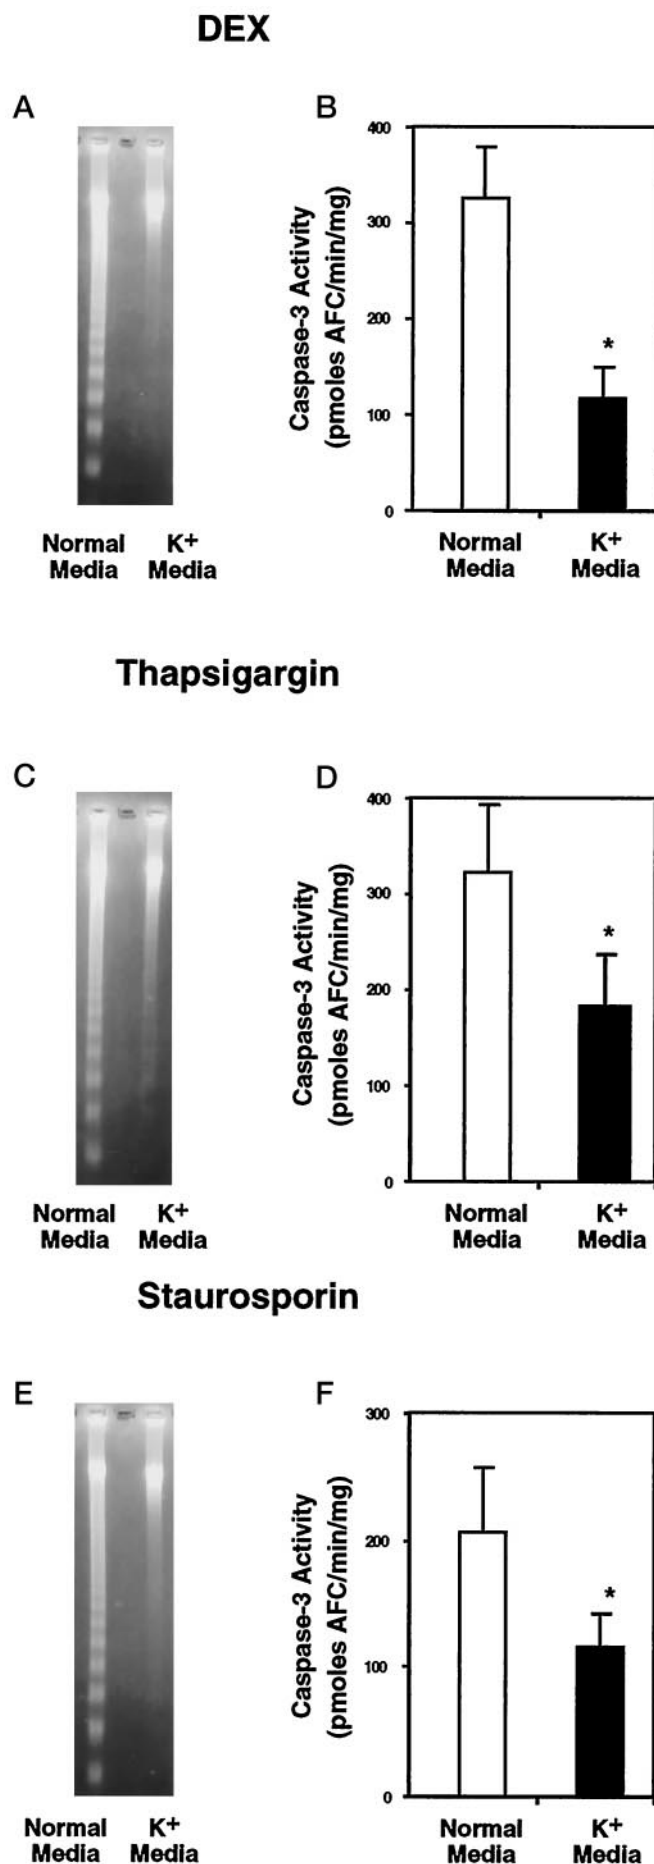 DEX
A
B
Caspase-3 Activity
(pmoles AFC/min/mg)
400
300
200
100
0
*
Normal
Media
K+
Media
Normal
Media
K+
Media
Thapsigargin
C
D
Caspase-3 Activity
(pmoles AFC/min/mg)
400
300
200
100
0
*
Normal
Media
K+
Media
Normal
Media
K+
Media
Staurosporin
E
F
Caspase-3 Activity
(pmoles AFC/min/mg)
300
200
100
0
*
Normal
Media
K+
Media
Normal
Media
K+
Media